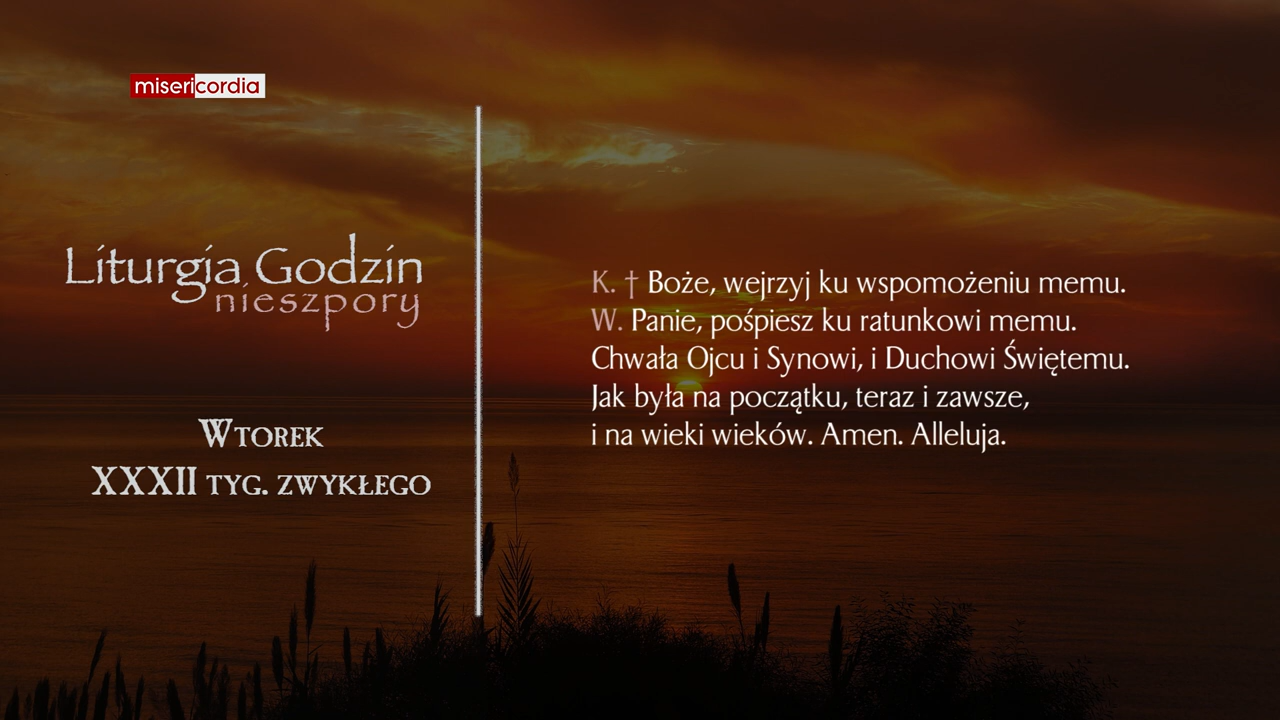 misericordia
Liturgia Godzin
nieszpory
Wtorek
XXXII tyg. zwykłego
K. † Boże, wejrzyj ku wspomożeniu memu.
W. Panie, pośpiesz ku ratunkowi memu.
Chwała Ojcu i Synowi, i Duchowi Świętemu.
Jak była na początku, teraz i zawsze,
i na wieki wieków. Amen. Alleluja.